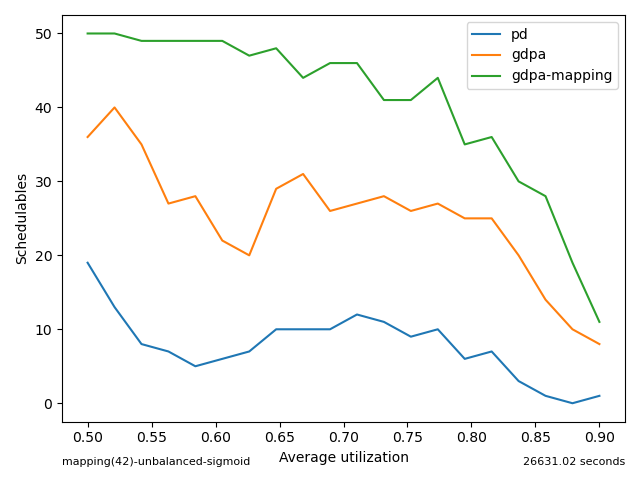 pd
gdpa
gdpa-mapping
Schedulables
50
40
30
20
10
0
0.50 0.55 0.60 0.65 0.70 0.75 0.80 0.85 0.90
Average utilization
mapping(42)-unbalanced-sigmoid
26631.02 seconds